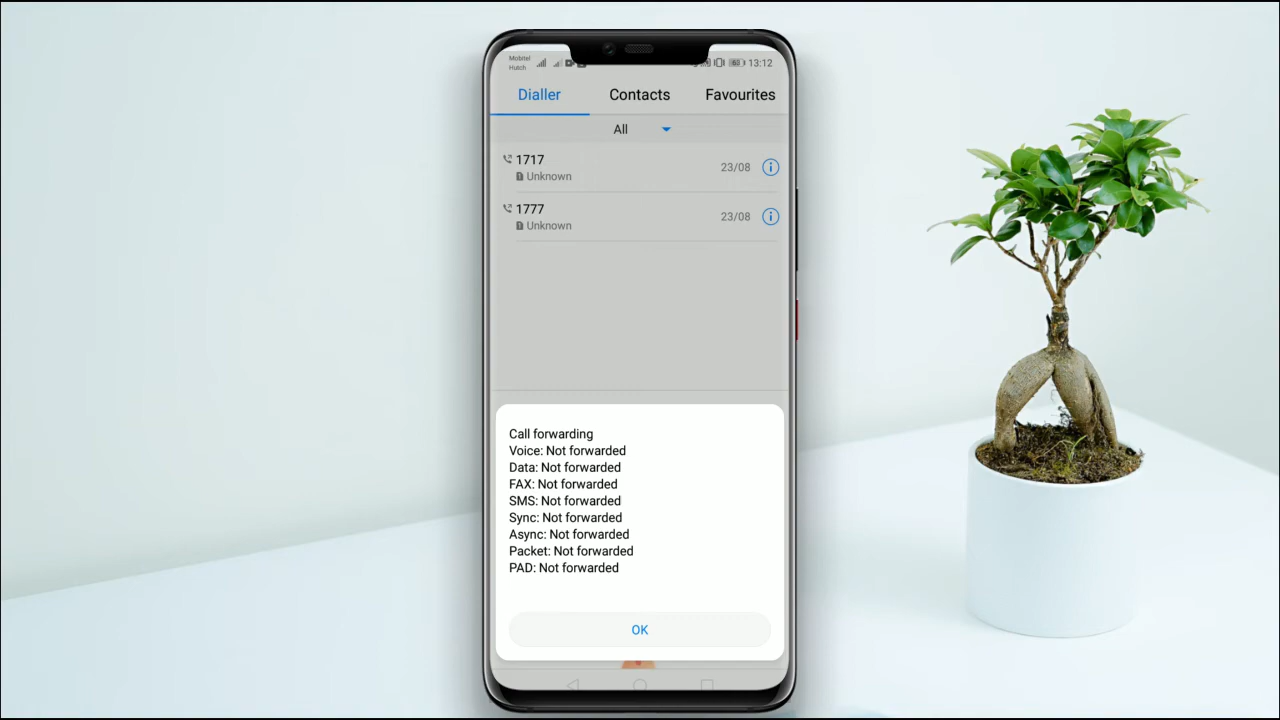 Mobitel
Hutch
13:12
Dialler
Contacts
Favourites
All
1717
Unknown
23/08
1777
Unknown
23/08
Call forwarding
Voice: Not forwarded
Data: Not forwarded
FAX: Not forwarded
SMS: Not forwarded
Sync: Not forwarded
Async: Not forwarded
Packet: Not forwarded
PAD: Not forwarded
OK